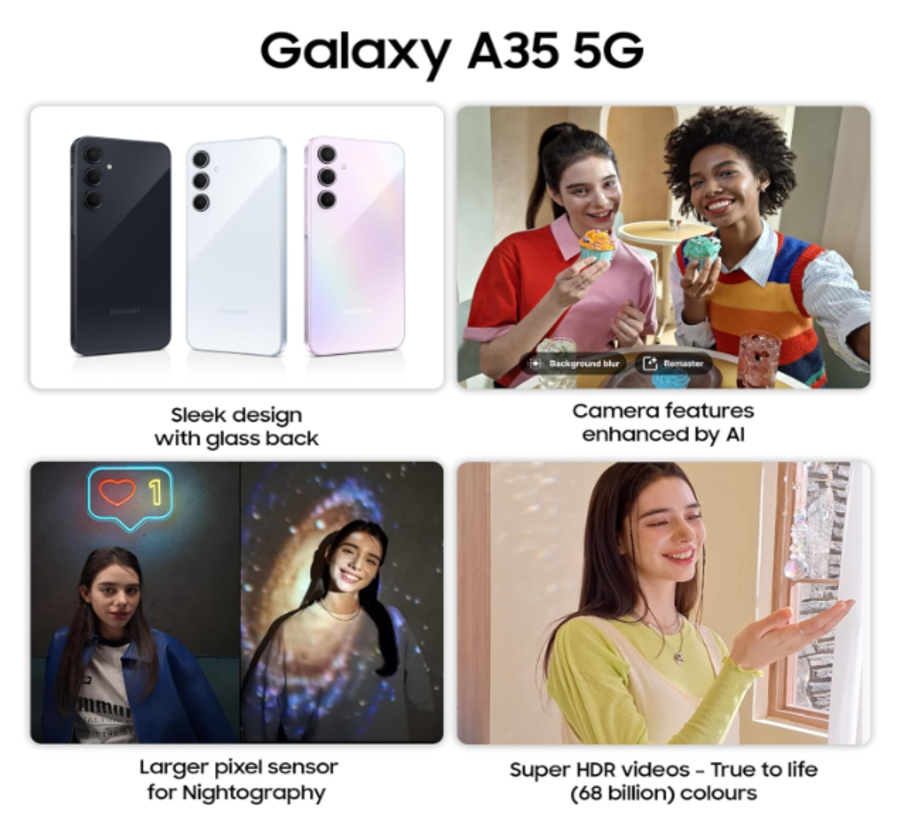 Galaxy A35 5G
SAMSUNG
SAMSUNG
SAMSUNG
Background blur
Remaster
Sleek design
with glass back
Camera features
enhanced by AI
1
Larger pixel sensor
for Nightography
Super HDR videos – True to life
(68 billion) colours